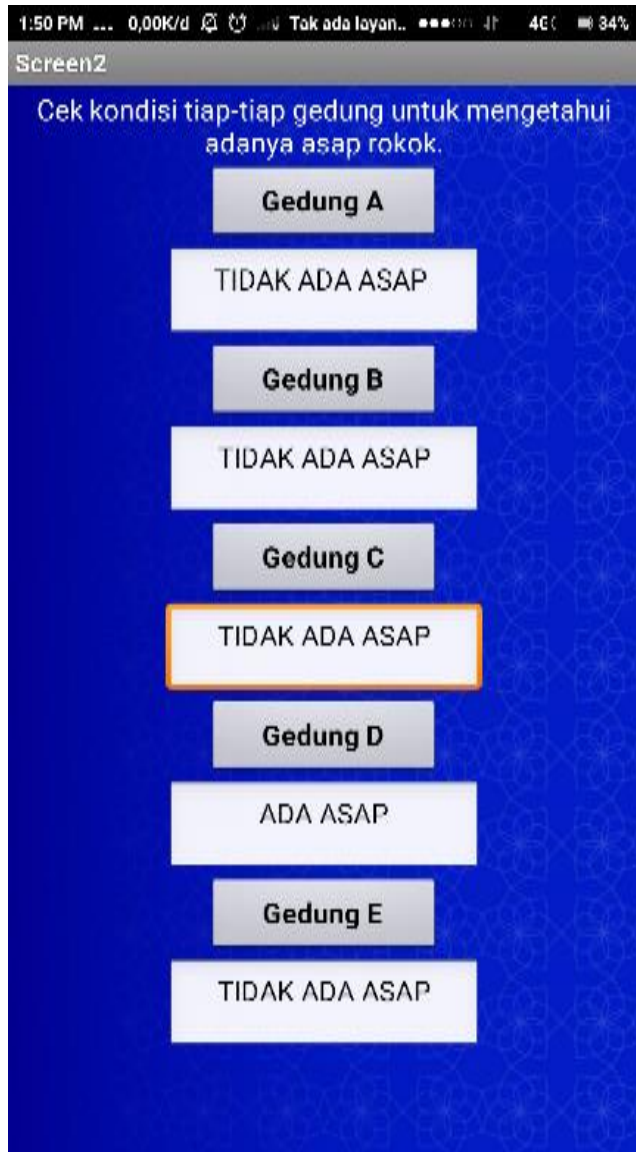 1:50 PM ... 0,00K/d Tak ada layan.. 4G 34%
Screen2
Cek kondisi tiap-tiap gedung untuk mengetahui
adanya asap rokok.
Gedung A
TIDAK ADA ASAP
Gedung B
TIDAK ADA ASAP
Gedung C
TIDAK ADA ASAP
Gedung D
ADA ASAP
Gedung E
TIDAK ADA ASAP